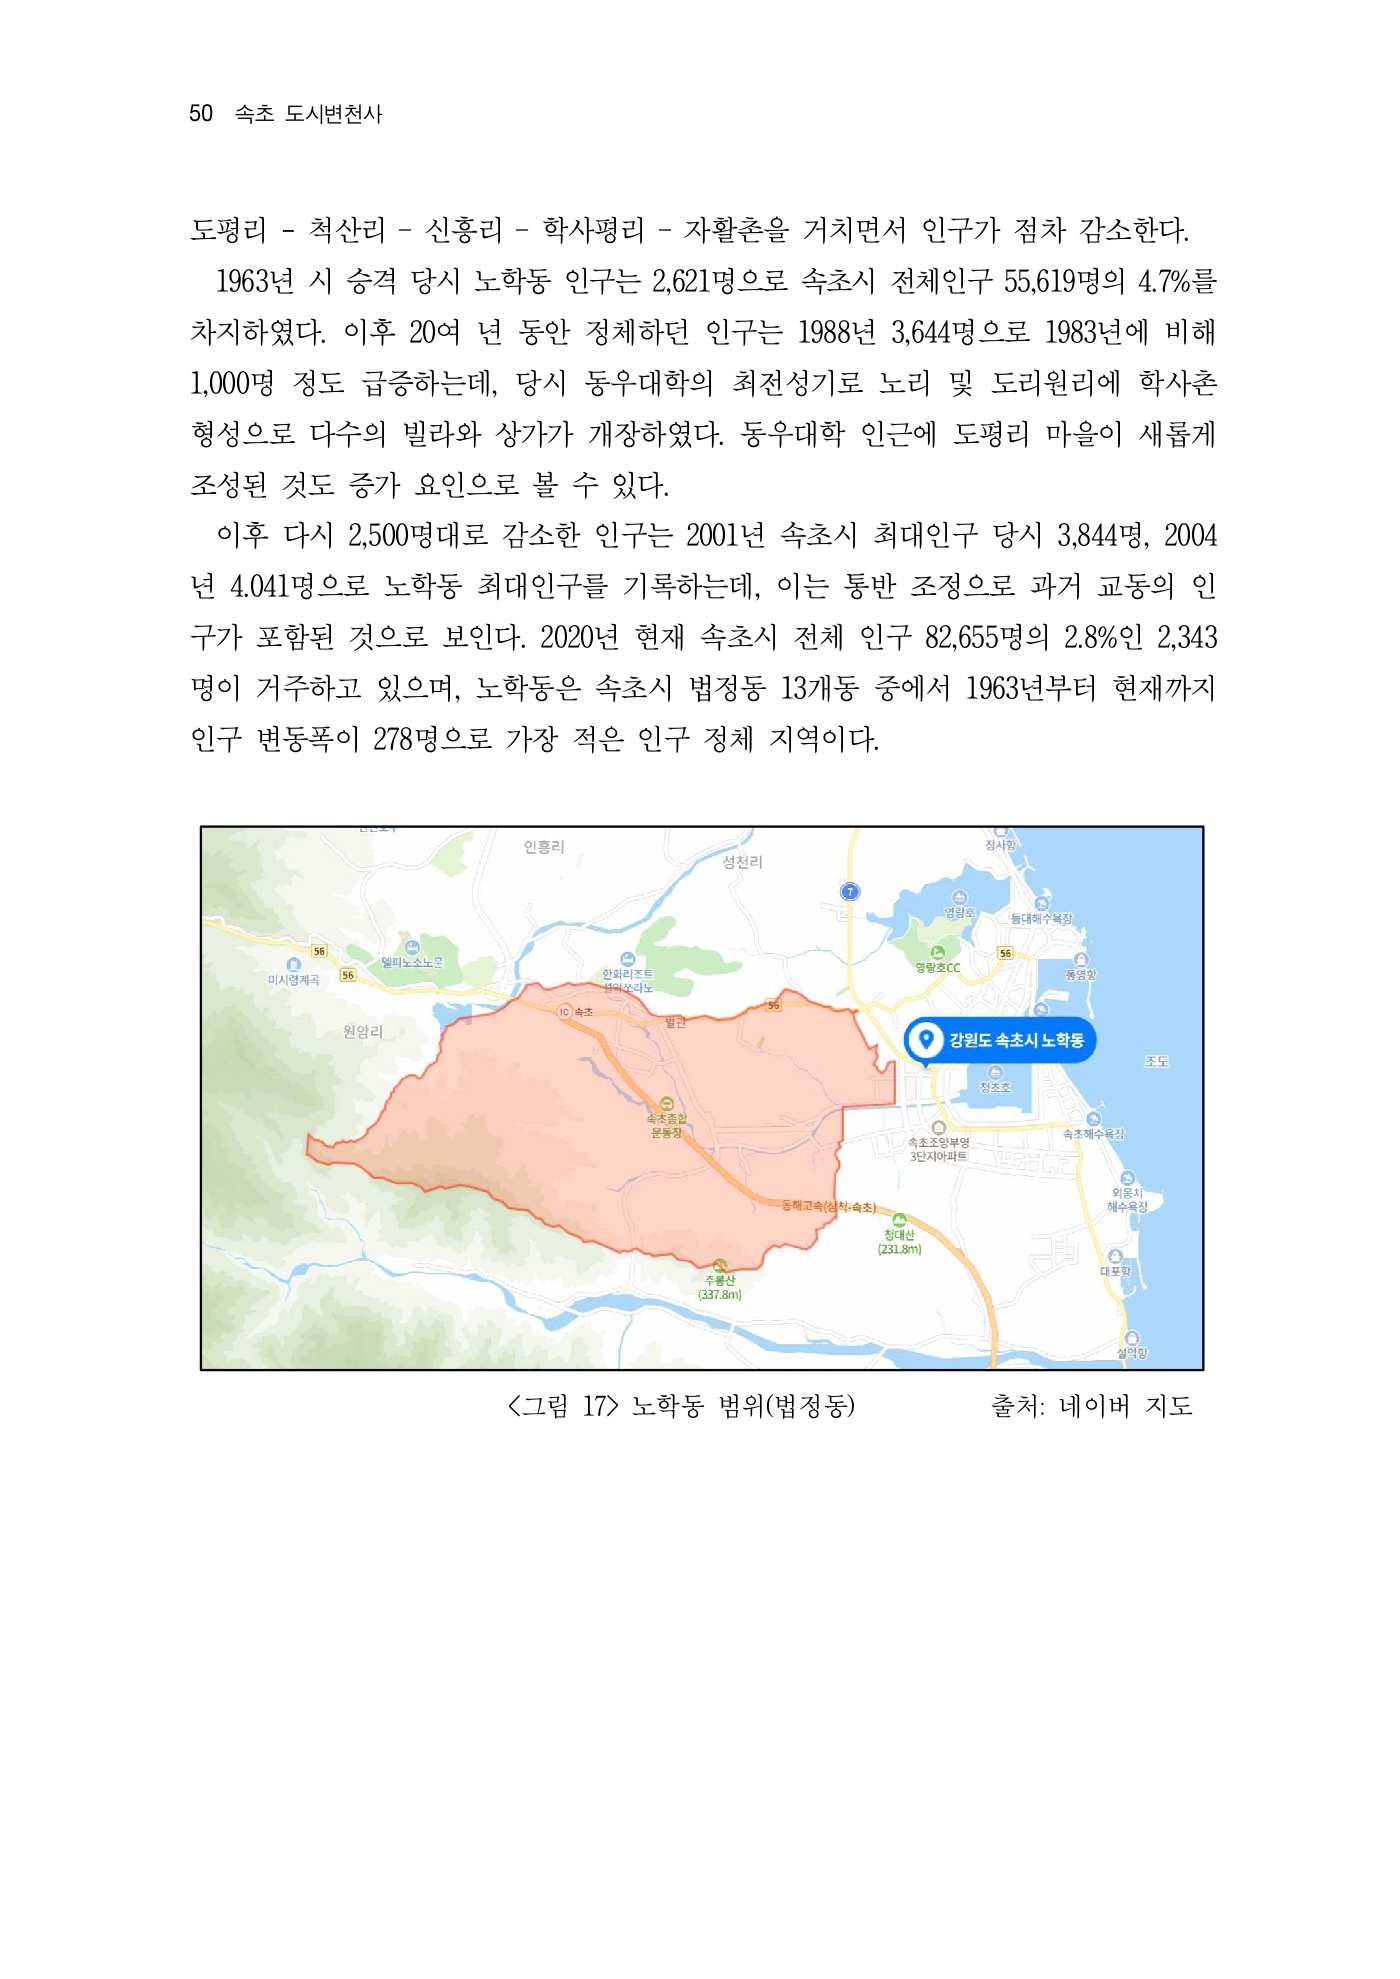 50 속초 도시변천사
도평리 - 척산리 - 신흥리 - 학사평리 - 자활촌을 거치면서 인구가 점차 감소한다.
1963년 시 승격 당시 노학동 인구는 2,621명으로 속초시 전체인구 55,619명의 4.7%를
차지하였다. 이후 20여 년 동안 정체하던 인구는 1988년 3,644명으로 1983년에 비해
1,000명 정도 급증하는데, 당시 동우대학의 최전성기로 노리 및 도리원리에 학사촌
형성으로 다수의 빌라와 상가가 개장하였다. 동우대학 인근에 도평리 마을이 새롭게
조성된 것도 증가 요인으로 볼 수 있다.
이후 다시 2,500명대로 감소한 인구는 2001년 속초시 최대인구 당시 3,844명, 2004
년 4.041명으로 노학동 최대인구를 기록하는데, 이는 통반 조정으로 과거 교동의 인
구가 포함된 것으로 보인다. 2020년 현재 속초시 전체 인구 82,655명의 2.8%인 2,343
명이 거주하고 있으며, 노학동은 속초시 법정동 13개동 중에서 1963년부터 현재까지
인구 변동폭이 278명으로 가장 적은 인구 정체 지역이다.
인흥리
장사항
성천리
7
영랑호
등대해수욕장
56
델피노소노문
56
미시령계곡
56
한화리조트
설악쏘라노
영랑호CC
56
동명항
IC 속초
56
별관
원암리
강원도 속초시 노학동
조도
청초호
속초종합
운동장
속초해수욕장
속초조양부영
3단지아파트
외옹치
해수욕장
동해고속(삼척-속초)
청대산
(231.8m)
대포항
주봉산
(337.8m)
설악항
<그림 17> 노학동 범위(법정동) 출처: 네이버 지도